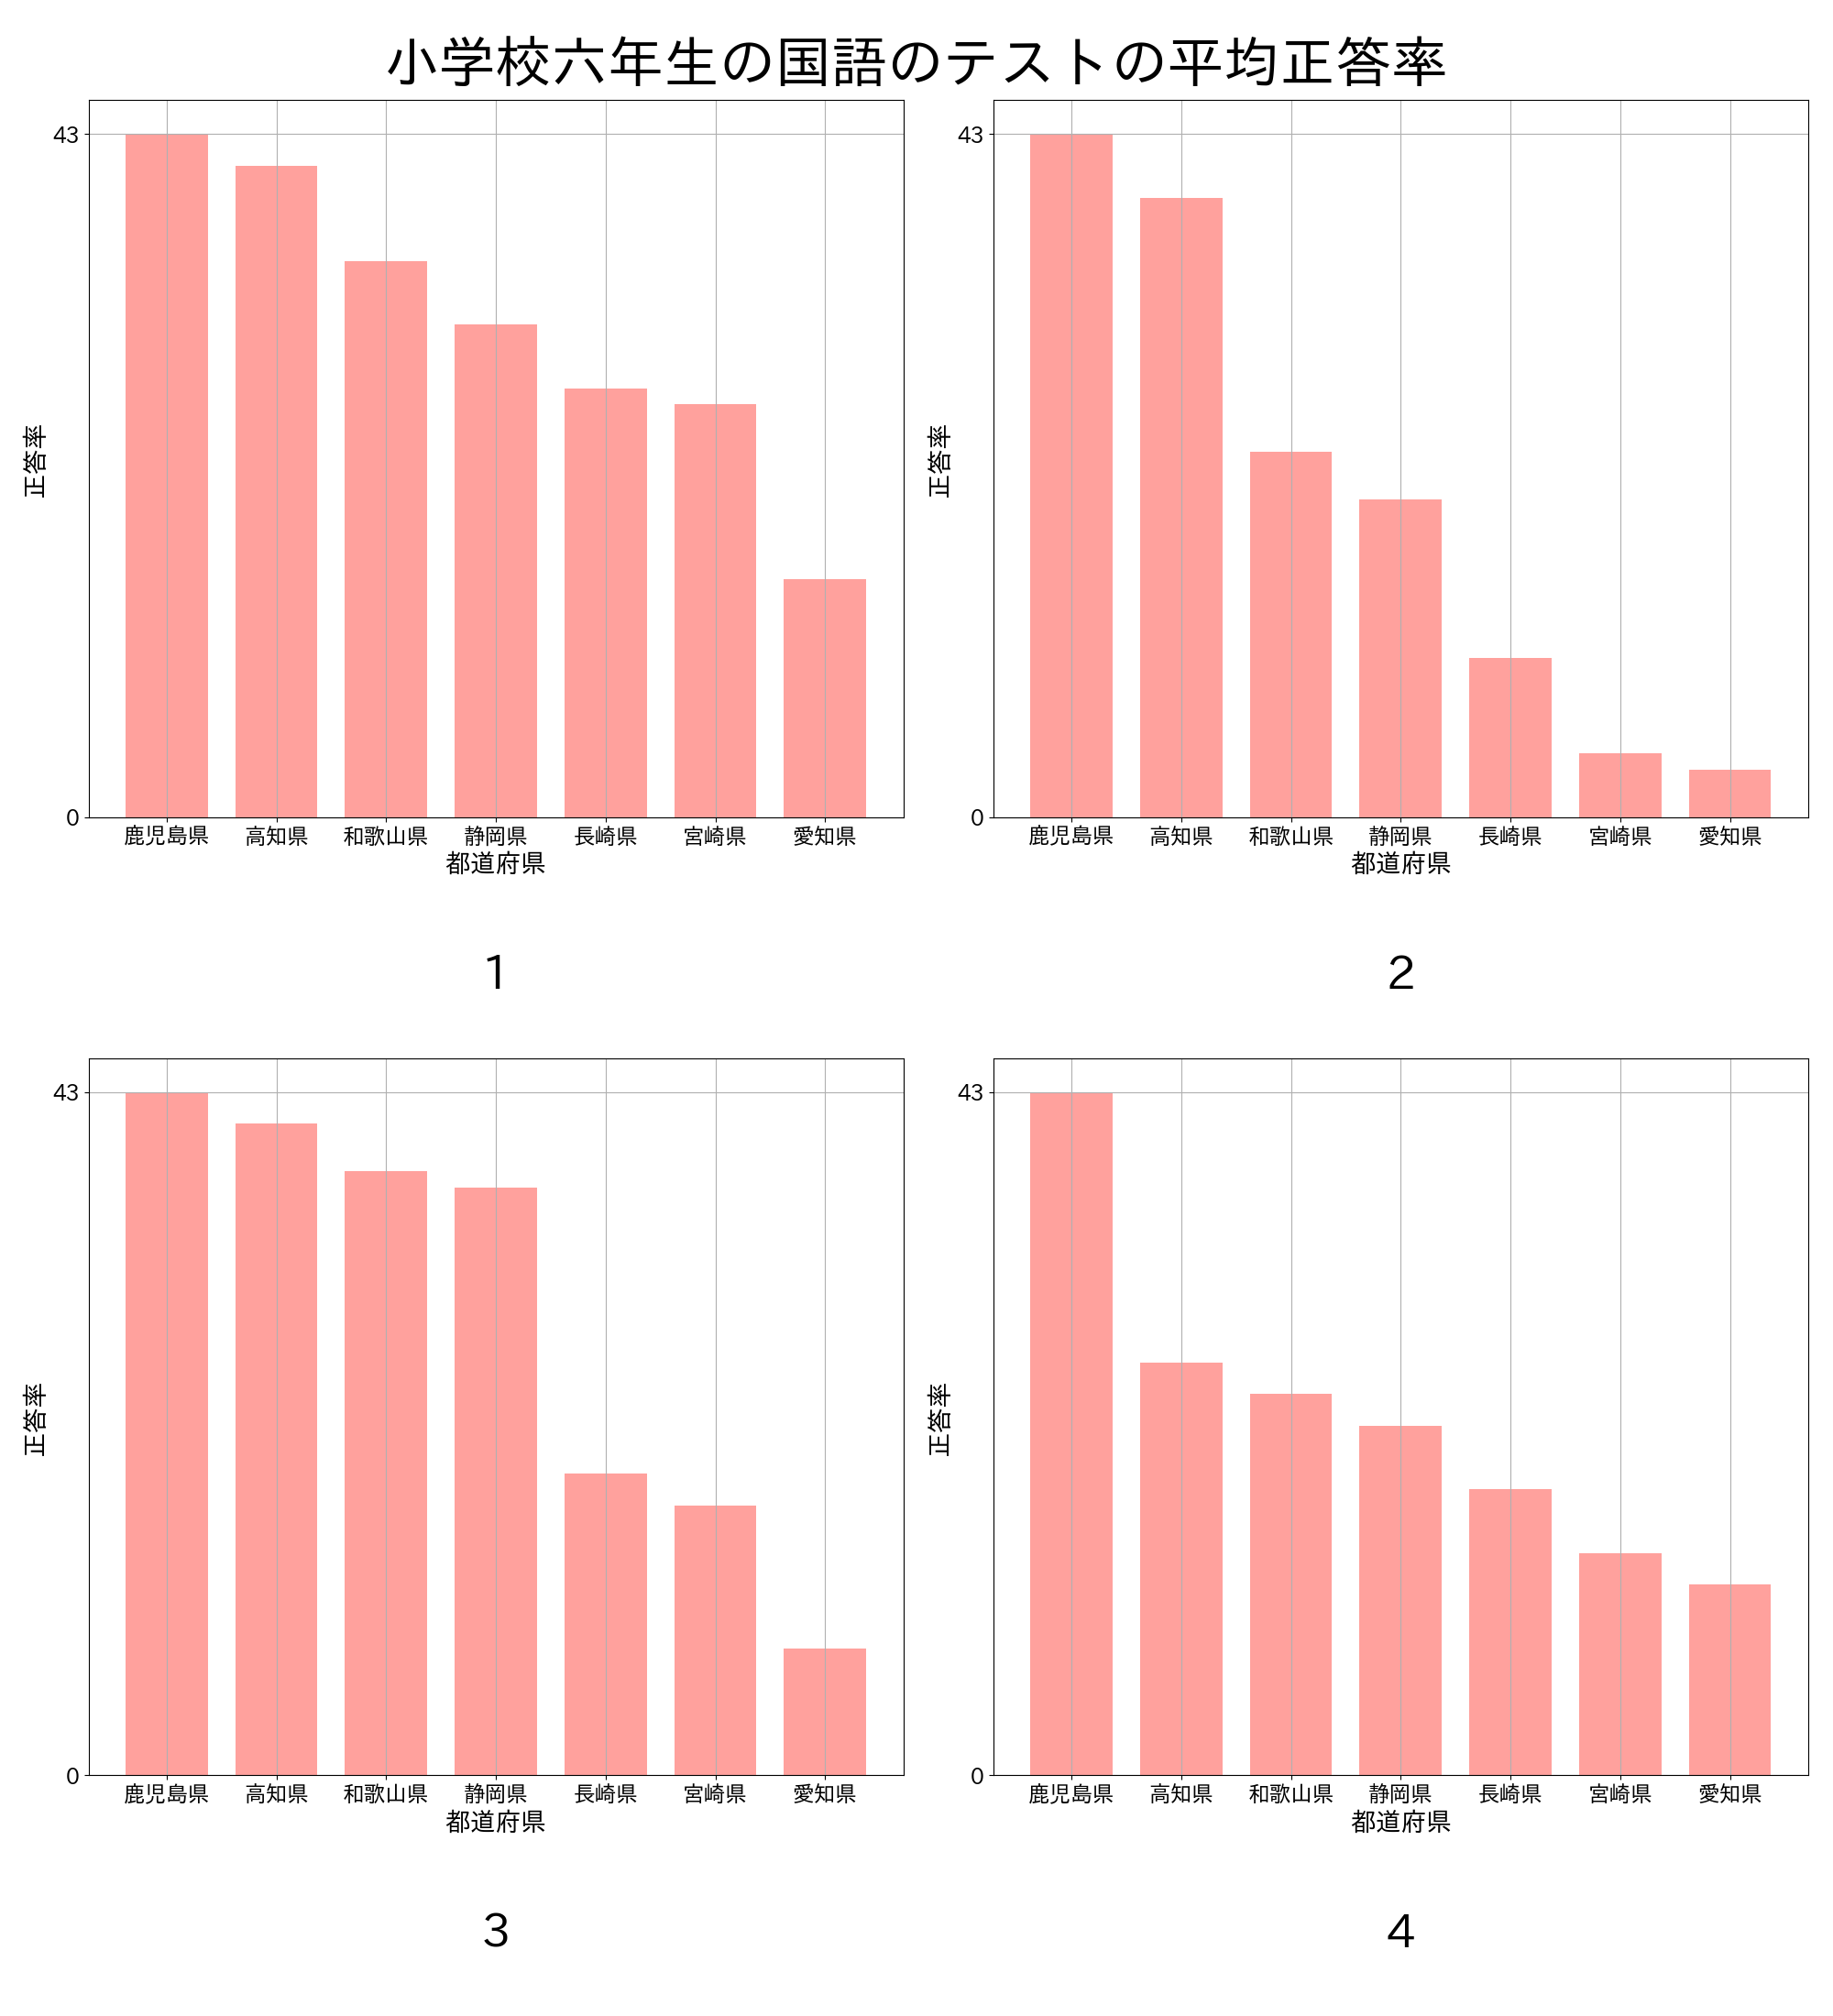 小学校六年生の国語のテストの平均正答率
43
0
正答率
鹿児島県 高知県 和歌山県 静岡県 長崎県 宮崎県 愛知県
都道府県
1
43
0
正答率
鹿児島県 高知県 和歌山県 静岡県 長崎県 宮崎県 愛知県
都道府県
2
43
0
正答率
鹿児島県 高知県 和歌山県 静岡県 長崎県 宮崎県 愛知県
都道府県
3
43
0
正答率
鹿児島県 高知県 和歌山県 静岡県 長崎県 宮崎県 愛知県
都道府県
4